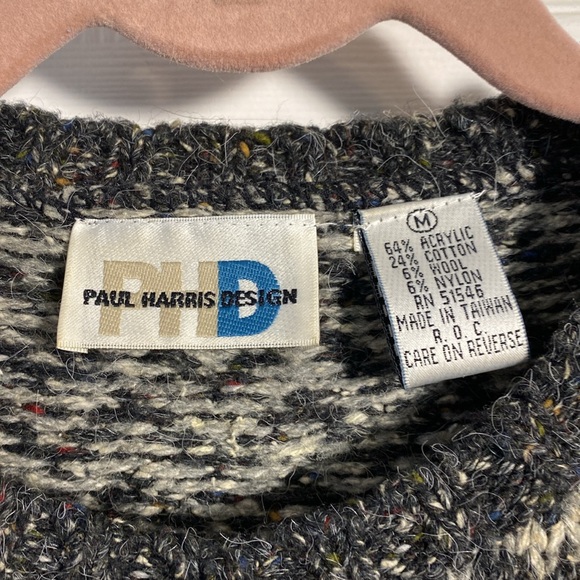 PHD
PAUL HARRIS DESIGN
M
64% ACRYLIC
24% COTTON
6% WOOL
6% NYLON
RN 51546
MADE IN TAIWAN
R. O. C.
CARE ON REVERSE